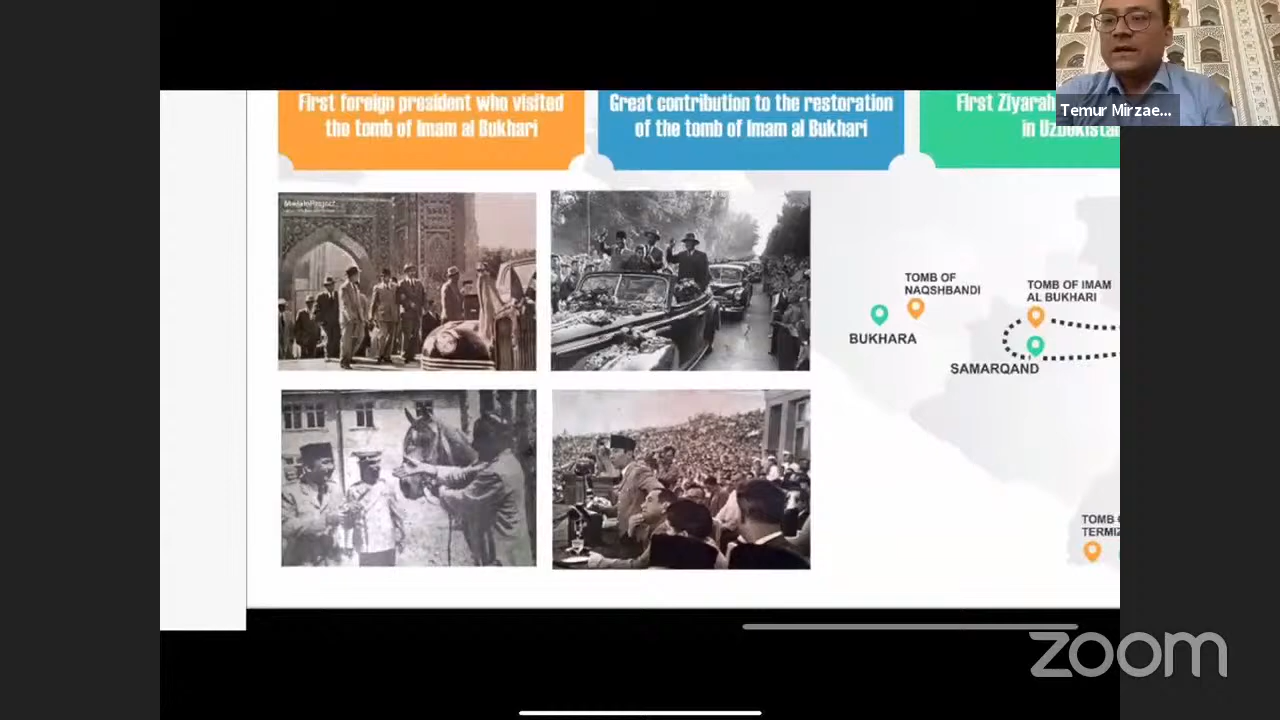 First foreign president who visited
the tomb of Imam al Bukhari
Great contribution to the restoration
of the tomb of Imam al Bukhari
First Ziyarah
in Uzbekistan
Temur Mirzae...
TOMB OF
NAQSHBANDI
BUKHARA
TOMB OF IMAM
AL BUKHARI
SAMARQAND
TOMB
TERMIZ
zoom